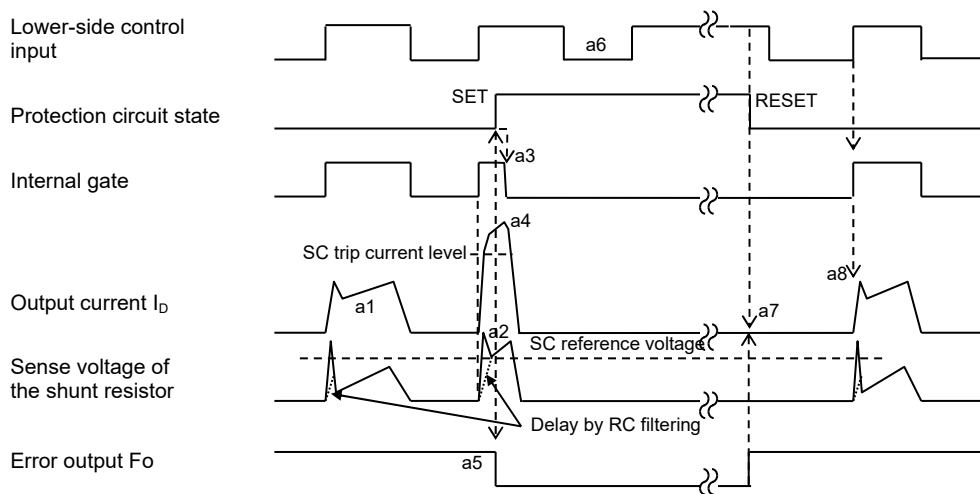 Lower-side control
input
a6
Protection circuit state
SET
RESET
a3
Internal gate
a4
SC trip current level
a8
Output current ID
a1
a7
a2
SC reference voltage
Sense voltage of
the shunt resistor
Delay by RC filtering
Error output Fo
a5